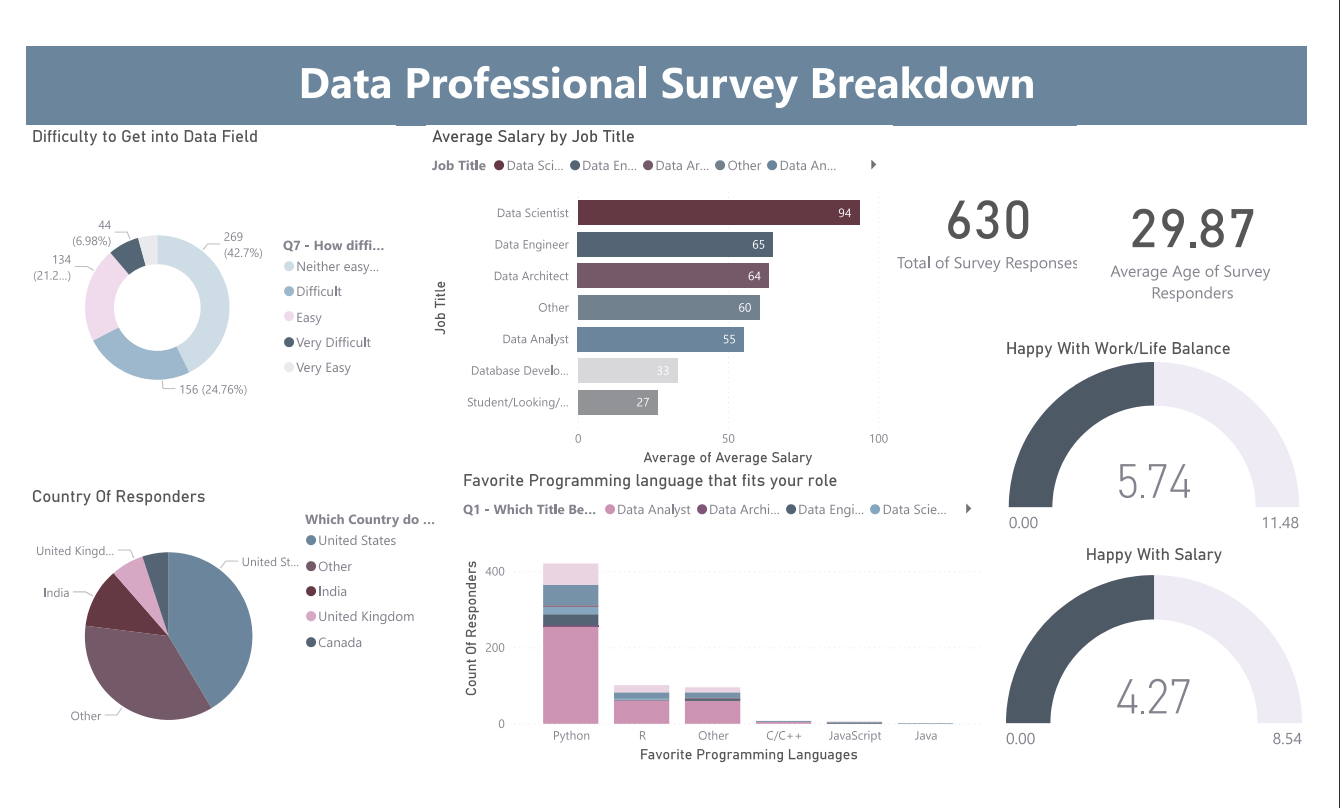 Data Professional Survey Breakdown
Difficulty to Get into Data Field
44
(6.98%)
269
(42.7%)
134
(21.2...)
156 (24.76%)
Q7 - How diffi...
Neither easy...
Difficult
Easy
Very Difficult
Very Easy
Average Salary by Job Title
Job Title Data Sci... Data En... Data Ar... Other Data An...
Job Title
Data Scientist 94
Data Engineer 65
Data Architect 64
Other 60
Data Analyst 55
Database Develo... 33
Student/Looking/... 27
0 50 100
Average of Average Salary
630
Total of Survey Responses
29.87
Average Age of Survey
Responders
Happy With Work/Life Balance
5.74
0.00 11.48
Country Of Responders
Which Country do ...
United States
Other
India
United Kingdom
Canada
United Kingd...
United St...
India
Other
Favorite Programming language that fits your role
Q1 - Which Title Be... Data Analyst Data Archi... Data Engi... Data Scie...
Count Of Responders
400
200
0
Python R Other C/C++ JavaScript Java
Favorite Programming Languages
Happy With Salary
4.27
0.00 8.54